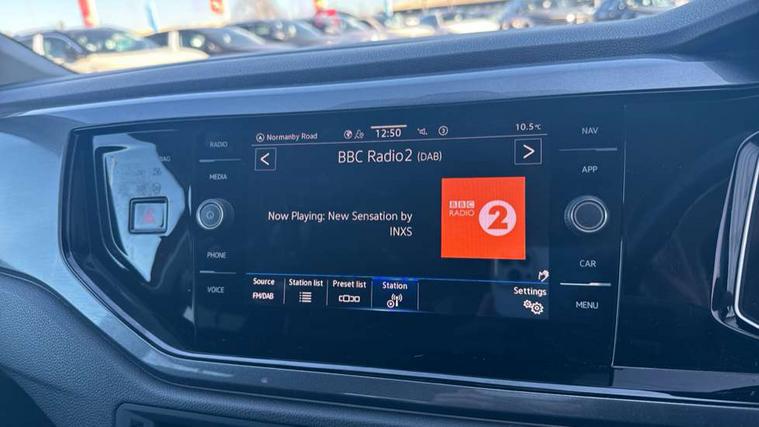 RADIO
MEDIA
PHONE
VOICE
Normanby Road
12:50
10.5°C
BBC Radio2 (DAB)
Now Playing: New Sensation by
INXS
BBC
RADIO
2
Source
FM/DAB
Station list
Preset list
Station
Settings
NAV
APP
CAR
MENU